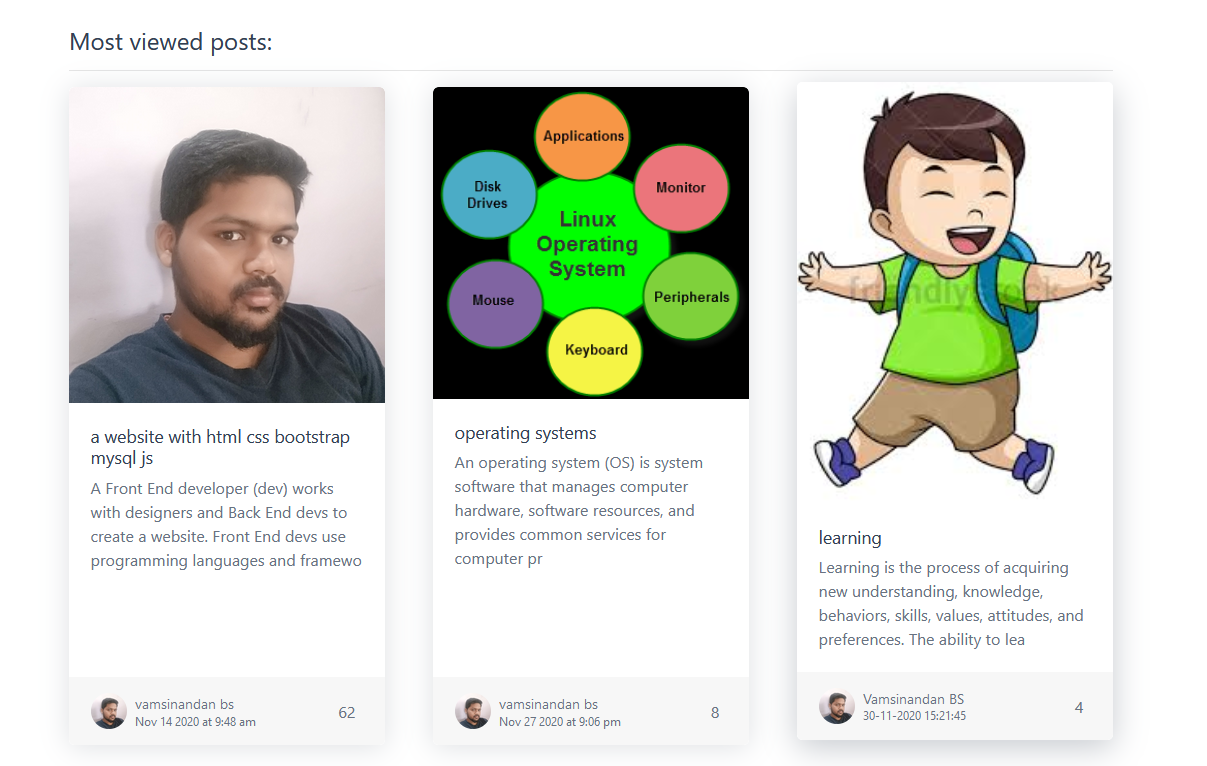 Most viewed posts:
Applications
Disk
Drives
Monitor
Linux
Operating
System
Mouse
Peripherals
Keyboard
friendlystock
a website with html css bootstrap
mysql js
A Front End developer (dev) works
with designers and Back End devs to
create a website. Front End devs use
programming languages and framewo
vamsinandan bs
Nov 14 2020 at 9:48 am
62
operating systems
An operating system (OS) is system
software that manages computer
hardware, software resources, and
provides common services for
computer pr
vamsinandan bs
Nov 27 2020 at 9:06 pm
8
learning
Learning is the process of acquiring
new understanding, knowledge,
behaviors, skills, values, attitudes, and
preferences. The ability to lea
Vamsinandan BS
30-11-2020 15:21:45
4